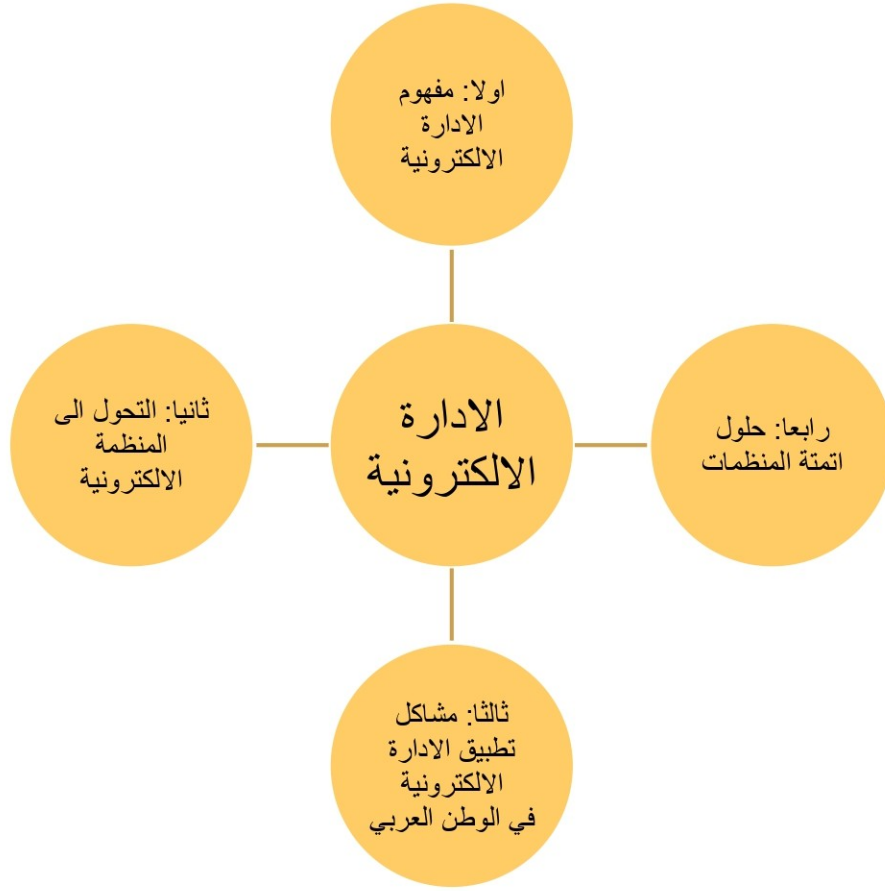 اولا: مفهوم
الادارة
الالكترونية
ثانيا: التحول الى
المنظمة
الالكترونية
الادارة
الالكترونية
رابعا: حلول
اتمتة المنظمات
ثالثا: مشاكل
تطبيق الادارة
الالكترونية
في الوطن العربي